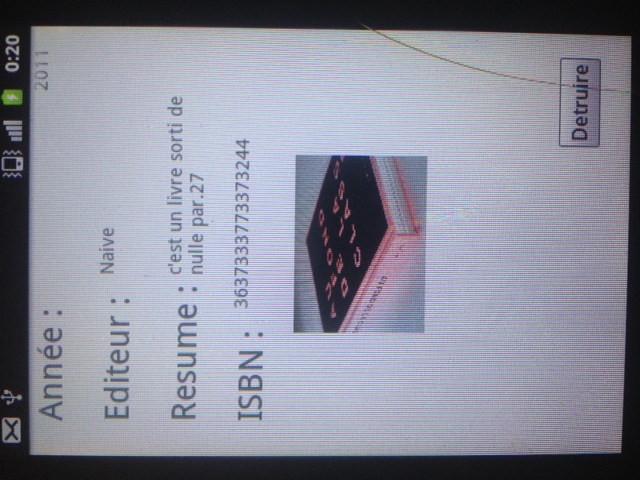 0:20
Année :
2011
Editeur :
Naive
Resume :
c'est un livre sorti de
nulle par.27
ISBN :
3637333773373244
AU FOND
DE LA
CLASS
Detruire